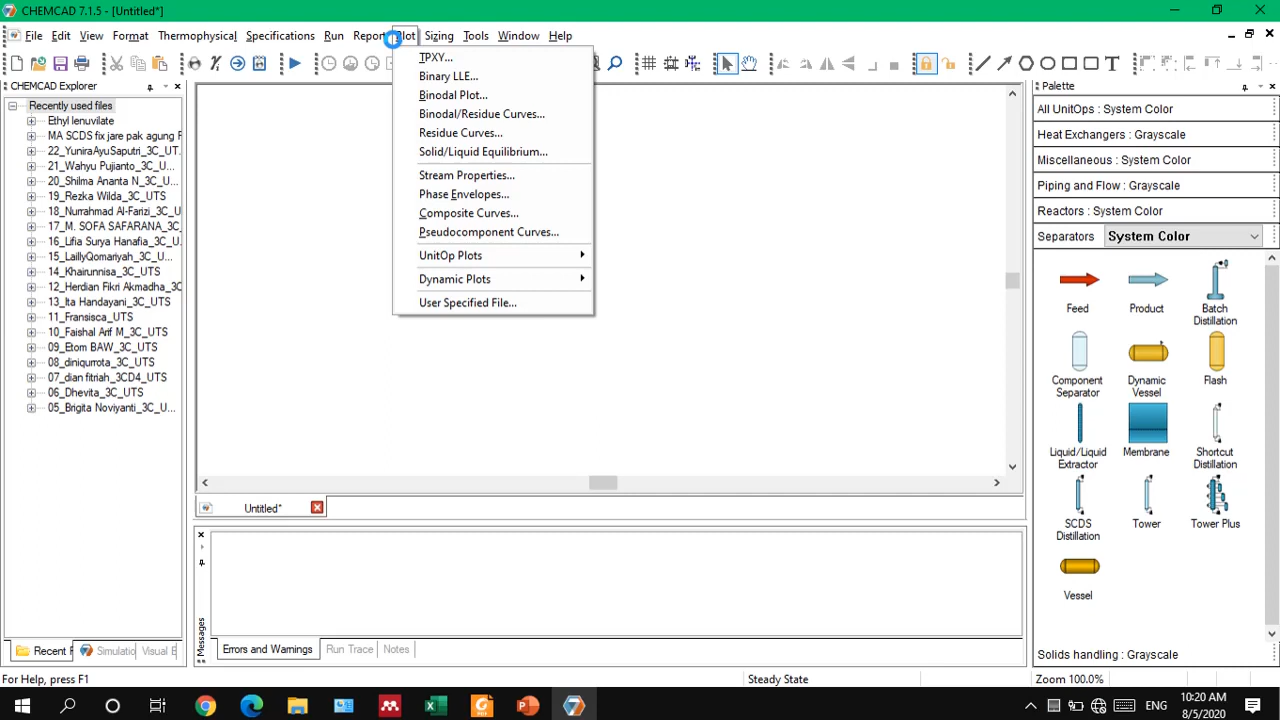 CHEMCAD 7.1.5 - [Untitled*]
File Edit View Format Thermophysical Specifications Run Report Plot Sizing Tools Window Help
CHEMCAD Explorer
Recently used files
Ethyl lenuvilate
MA SCDS fix jare pak agung F
22_YuniraAyuSaputri_3C_UT.
21_Wahyu Pujianto_3C_U...
20_Shilma Ananta N_3C_U...
19_Rezka Wilda_3C_UTS
18_Nurrahmad Al-Farizi_3C_U
17_M. SOFA SAFARANA_3C_
16_Lifia Surya Hanafia_3C_U.
15_LaillyQomariyah_3C_UTS
14_Khairunnisa_3C_UTS
12_Herdian Fikri Akmadha_3C
13_Ita Handayani_3C_UTS
11_Fransisca_UTS
10_Faishal Arif M_3C_UTS
09_Etom BAW_3C_UTS
08_diniqurrota_3C_UTS
07_dian fitriah_3CD4_UTS
06_Dhevita_3C_UTS
05_Brigita Noviyanti_3C_U...
Recent F Simulatio Visual E
TPXY...
Binary LLE...
Binodal Plot...
Binodal/Residue Curves...
Residue Curves...
Solid/Liquid Equilibrium...
Stream Properties...
Phase Envelopes...
Composite Curves...
Pseudocomponent Curves...
UnitOp Plots
Dynamic Plots
User Specified File...
Untitled*
Messages
Errors and Warnings Run Trace Notes
Palette
All UnitOps : System Color
Heat Exchangers : Grayscale
Miscellaneous : System Color
Piping and Flow : Grayscale
Reactors : System Color
Separators System Color
Feed Product Batch Distillation
Component Separator Dynamic Vessel Flash
Liquid/Liquid Extractor Membrane Shortcut Distillation
SCDS Distillation Tower Tower Plus
Vessel
Solids handling : Grayscale
For Help, press F1 Steady State Zoom 100.0%
ENG 10:20 AM
8/5/2020